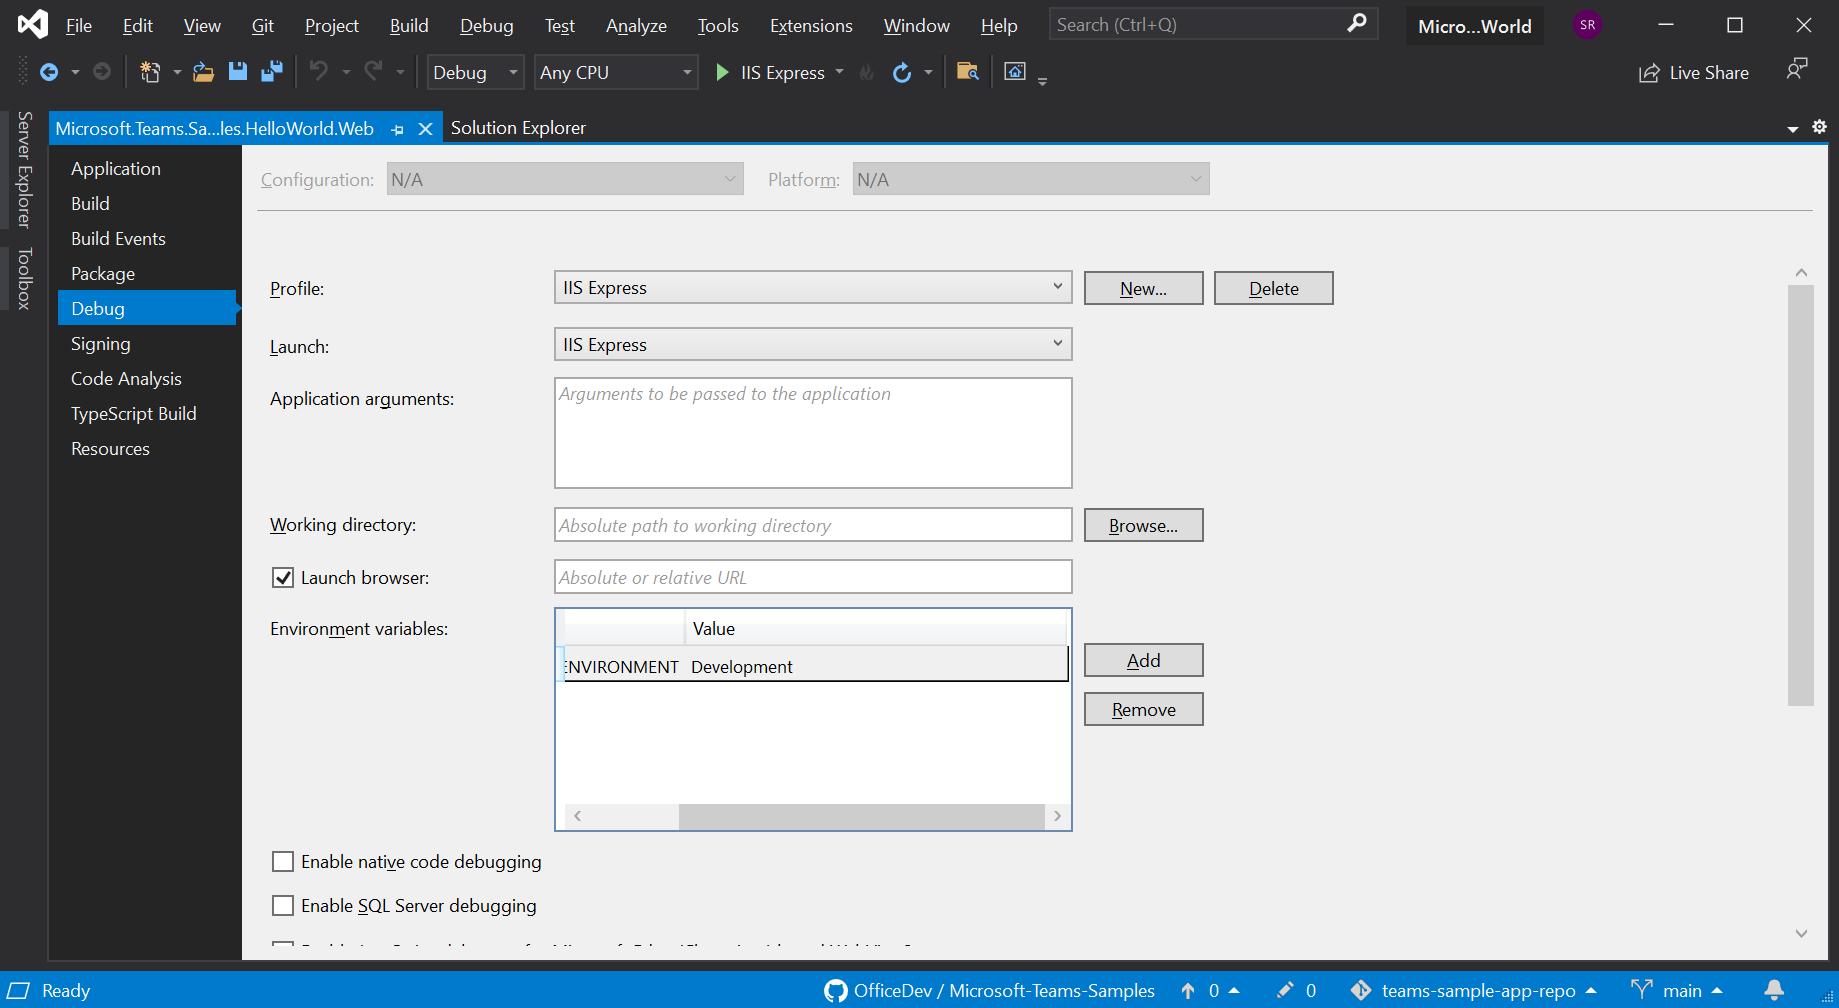 File Edit View Git Project Build Debug Test Analyze Tools Extensions Window Help Search (Ctrl+Q) Micro...World SR
Debug Any CPU IIS Express Live Share
Server Explorer
Toolbox
Microsoft.Teams.Sa...les.HelloWorld.Web Solution Explorer
Application
Build
Build Events
Package
Debug
Signing
Code Analysis
TypeScript Build
Resources
Configuration: N/A Platform: N/A
Profile: IIS Express New... Delete
Launch: IIS Express
Application arguments: Arguments to be passed to the application
Working directory: Absolute path to working directory Browse...
Launch browser: Absolute or relative URL
Environment variables: Value
ENVIRONMENT Development
Add
Remove
Enable native code debugging
Enable SQL Server debugging
Ready OfficeDev / Microsoft-Teams-Samples 0 0 teams-sample-app-repo main